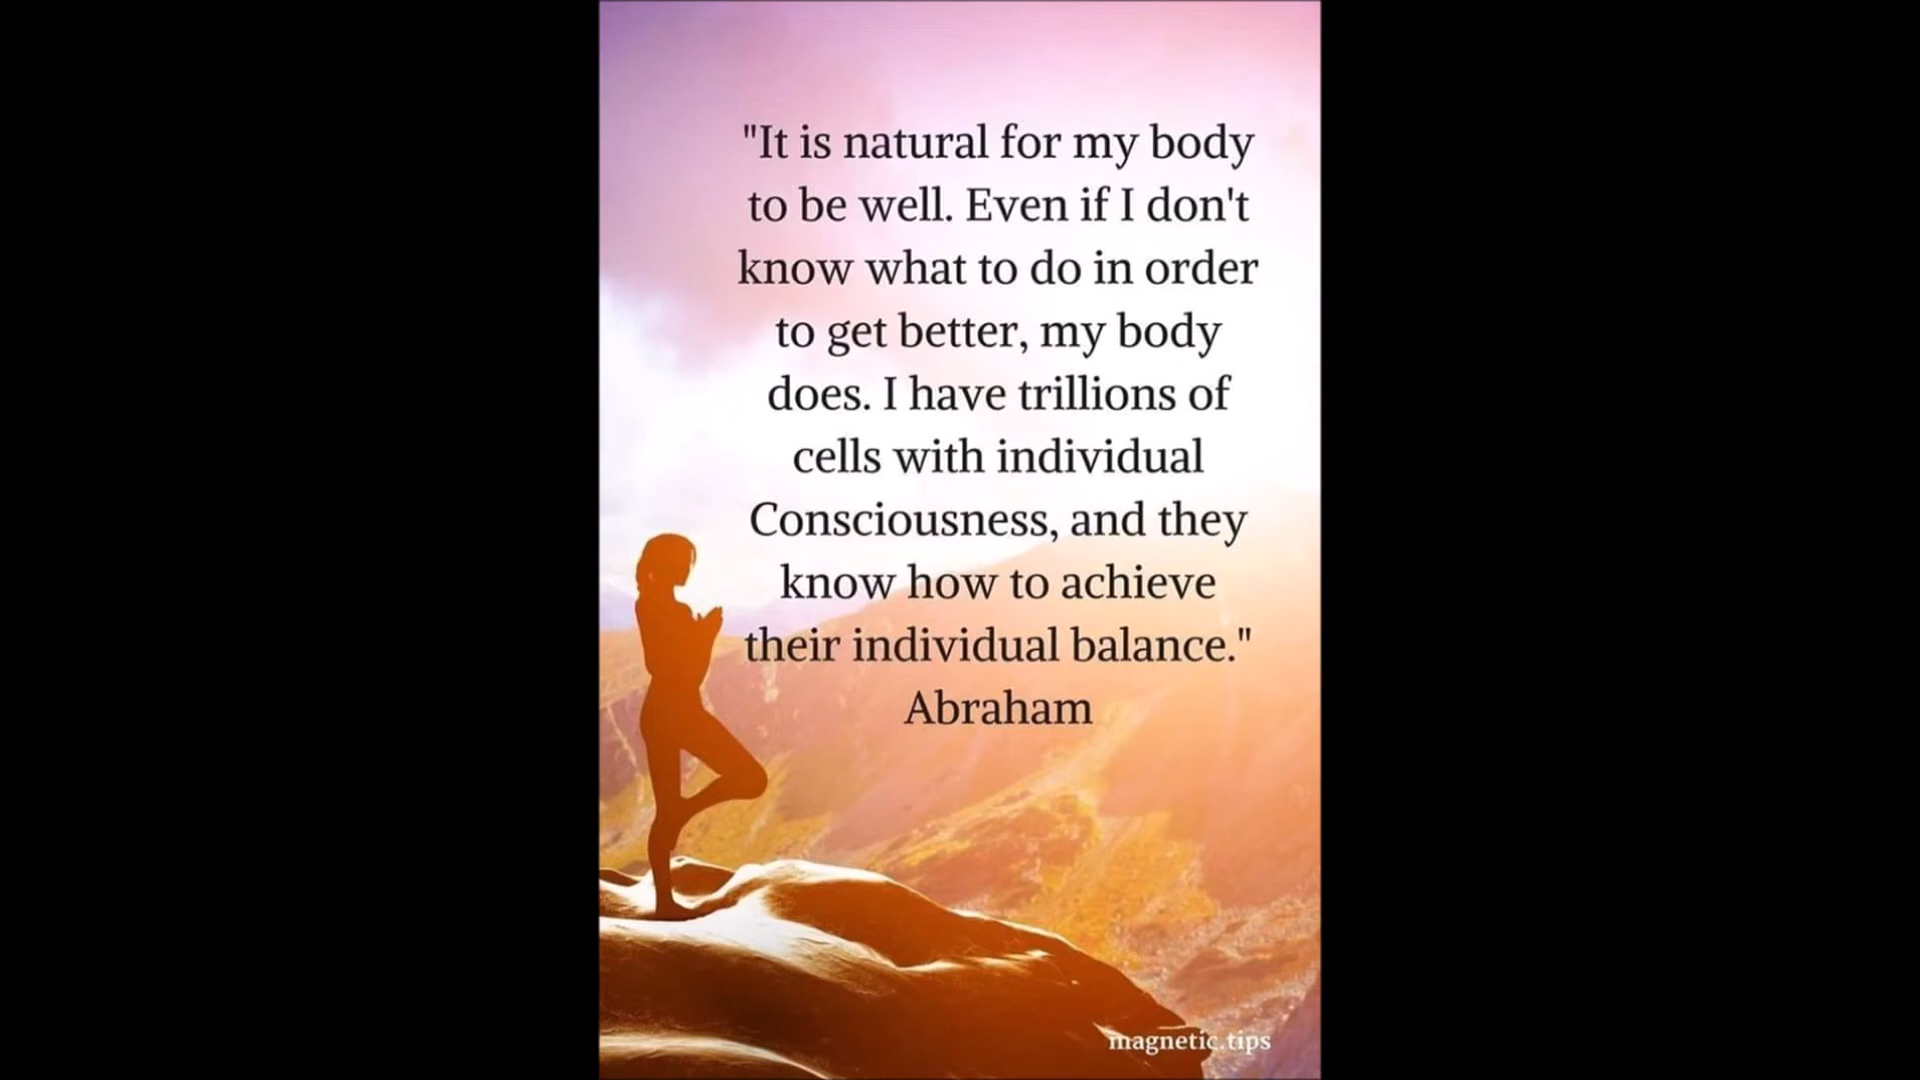 "It is natural for my body
to be well. Even if I don't
know what to do in order
to get better, my body
does. I have trillions of
cells with individual
Consciousness, and they
know how to achieve
their individual balance."
Abraham
magnetic.tips